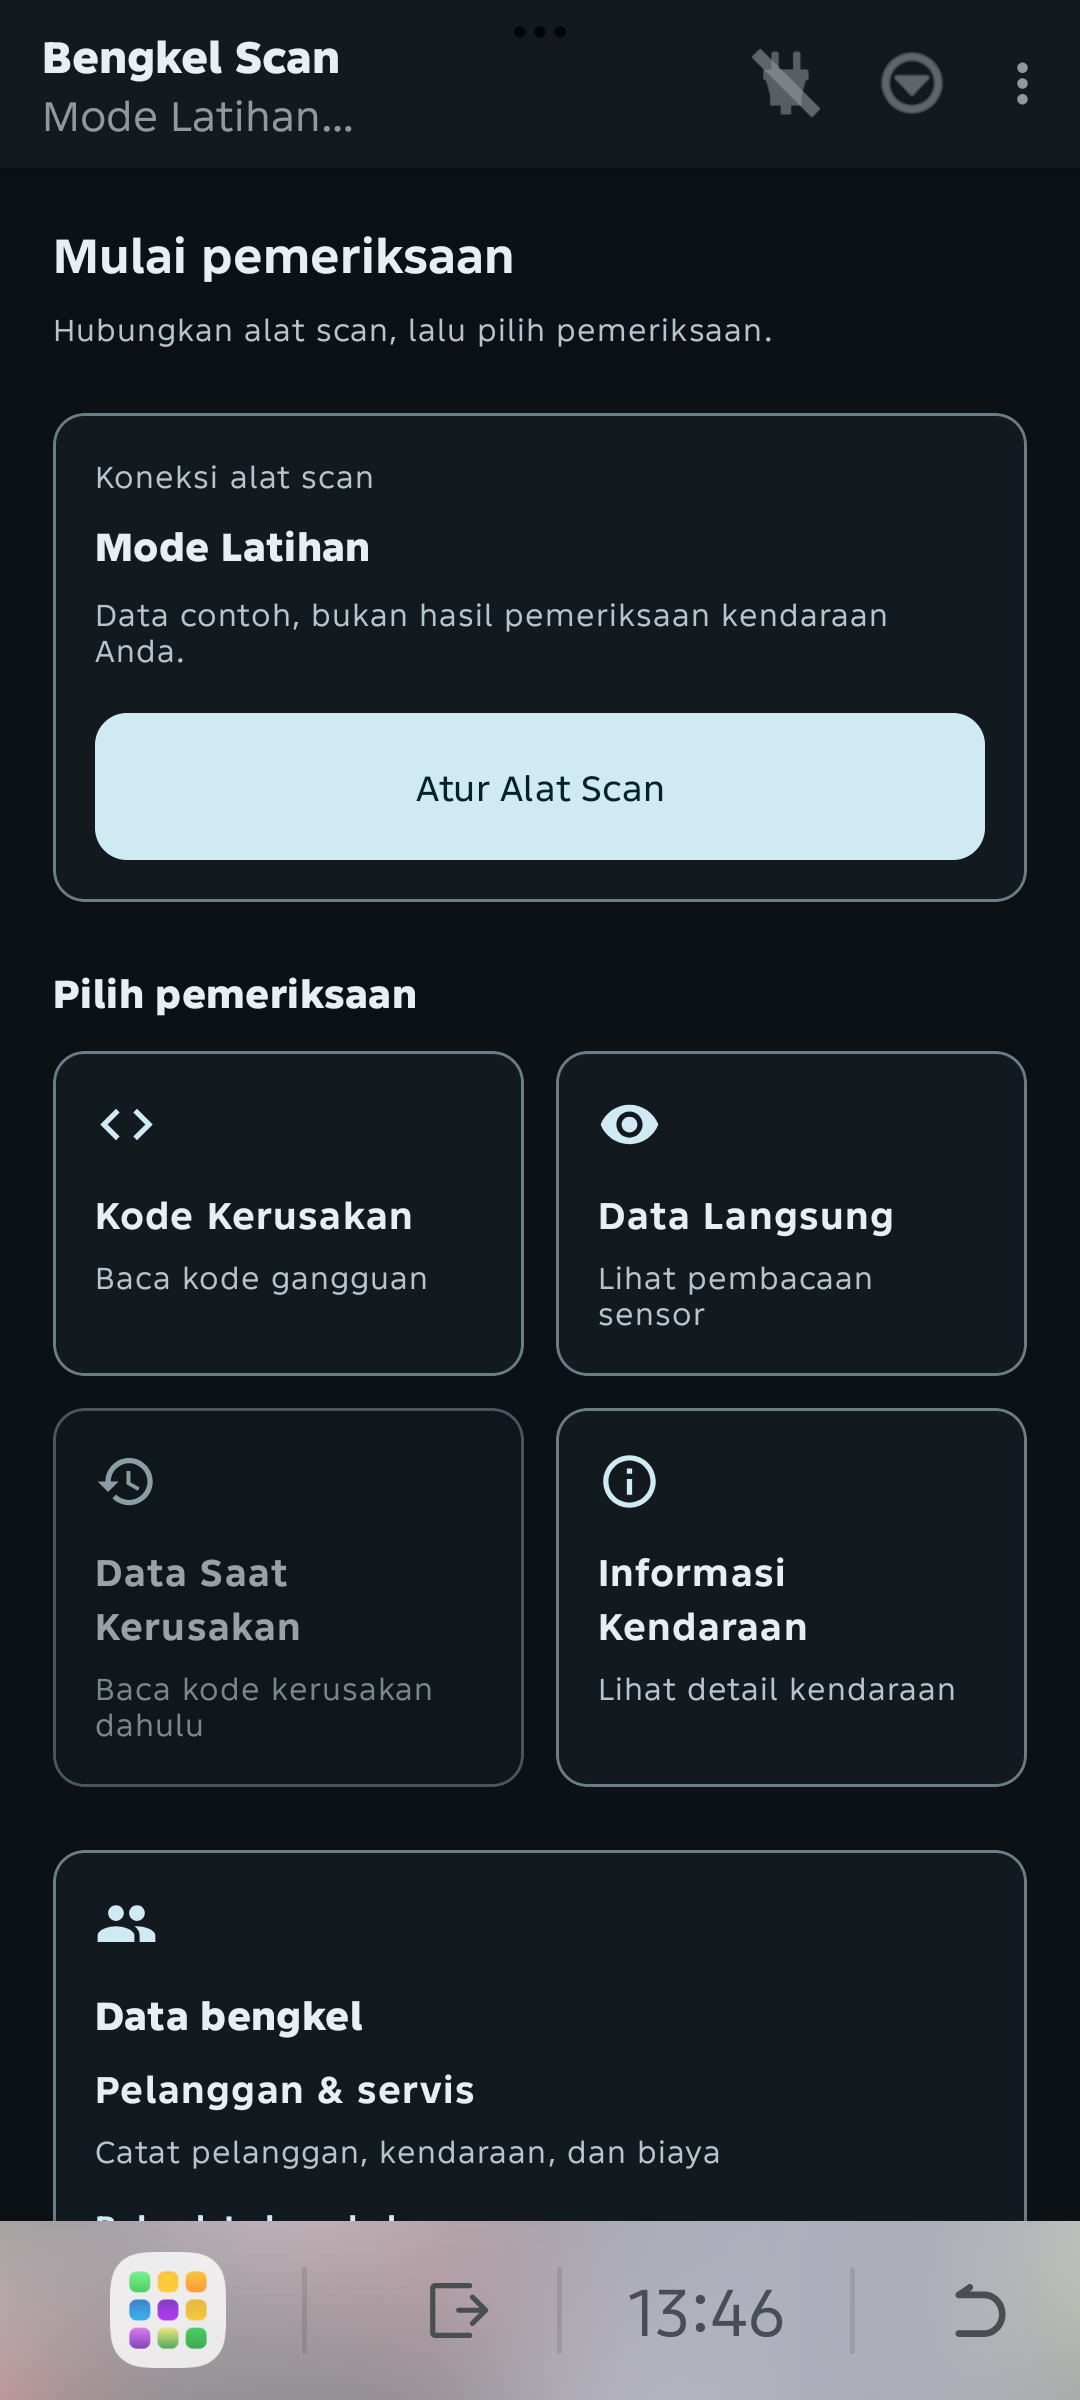 Bengkel Scan
Mode Latihan...
Mulai pemeriksaan
Hubungkan alat scan, lalu pilih pemeriksaan.
Koneksi alat scan
Mode Latihan
Data contoh, bukan hasil pemeriksaan kendaraan
Anda.
Atur Alat Scan
Pilih pemeriksaan
Kode Kerusakan
Baca kode gangguan
Data Langsung
Lihat pembacaan
sensor
Data Saat
Kerusakan
Baca kode kerusakan
dahulu
Informasi
Kendaraan
Lihat detail kendaraan
Data bengkel
Pelanggan & servis
Catat pelanggan, kendaraan, dan biaya
13:46